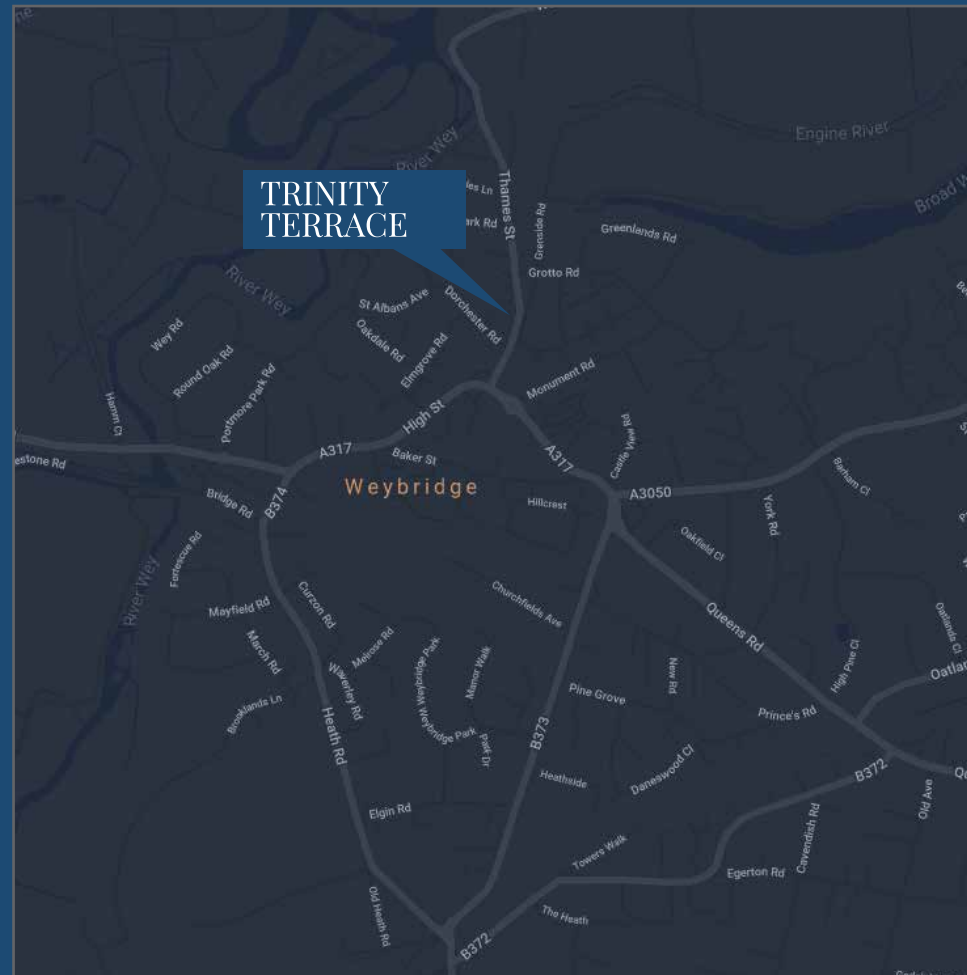 River Wey
Engine River
TRINITY
TERRACE
Thames St
Grenside Rd
Greenlands Rd
Grotto Rd
River Wey
St Albans Ave
Dorchester Rd
Oakdale Rd
Elmgrove Rd
Wey Rd
Round Oak Rd
Portmore Park Rd
Monument Rd
Hamm Ct
High St
A317
Baker St
A317
Castle View Rd
Weybridge
A3050
Barham Cl
Bridge Rd
B374
Hillcrest
York Rd
Oakfield Cl
Fortescue Rd
River Wey
Mayfield Rd
Curzon Rd
Churchfields Ave
Queens Rd
March Rd
Melrose Rd
Waverley Rd
Weybridge Park
Weybridge Park
Manor Walk
New Rd
High Pine Cl
Oatlands Cl
Brooklands Ln
Heath Rd
Park Dr
Pine Grove
Prince's Rd
B373
Heathside
Daneswood Cl
B372
Old Ave
Elgin Rd
Towers Walk
Egerton Rd
Cavendish Rd
Old Heath Rd
The Heath
B372